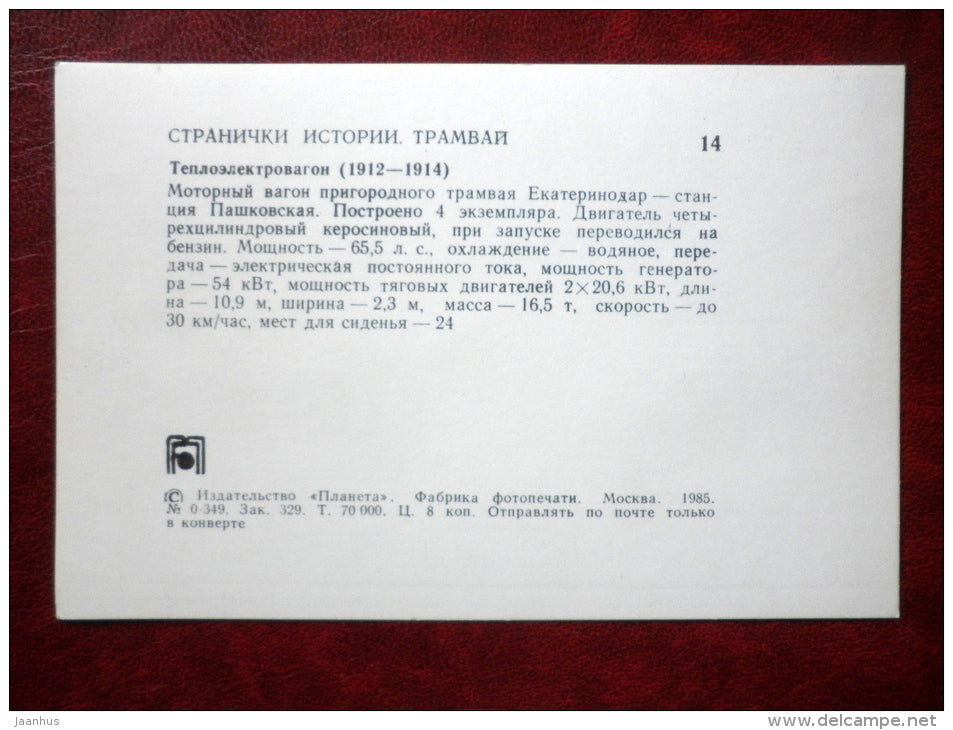 СТРАНИЧКИ ИСТОРИИ. ТРАМВАЙ
14
Теплоэлектровагон (1912—1914)
Моторный вагон пригородного трамвая Екатеринодар — стан-
ция Пашковская. Построено 4 экземпляра. Двигатель четы-
рехцилиндровый керосиновый, при запуске переводился на
бензин. Мощность — 65,5 л. с., охлаждение — водяное, пере-
дача — электрическая постоянного тока, мощность генерато-
ра — 54 кВт, мощность тяговых двигателей 2×20,6 кВт, дли-
на — 10,9 м, ширина — 2,3 м, масса — 16,5 т, скорость — до
30 км/час, мест для сиденья — 24
© Издательство «Планета». Фабрика фотопечати. Москва. 1985.
№ 0-349. Зак. 329. Т. 70 000. Ц. 8 коп. Отправлять по почте только
в конверте
Jaanhus
www.delcampe.net